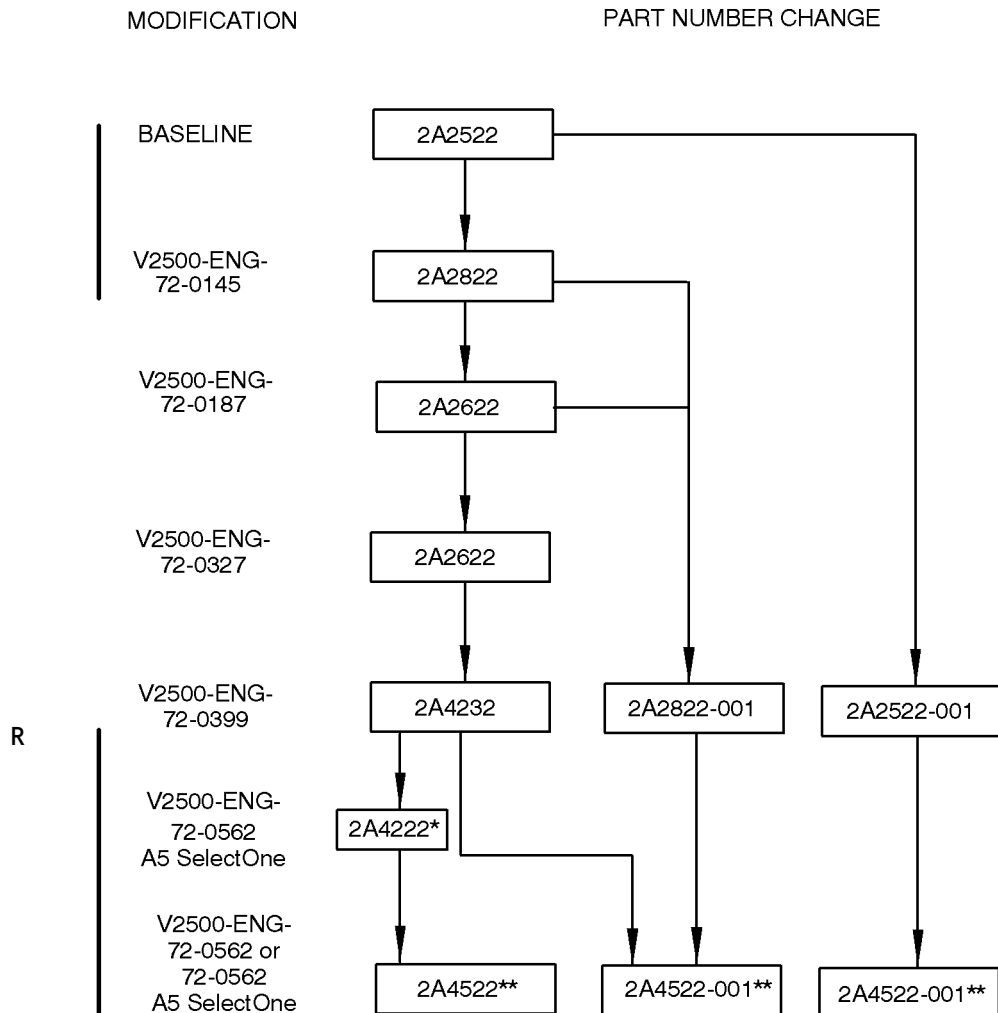 MODIFICATION
PART NUMBER CHANGE
BASELINE
2A2522
V2500-ENG-
72-0145
2A2822
V2500-ENG-
72-0187
2A2622
V2500-ENG-
72-0327
2A2622
V2500-ENG-
72-0399
2A4232
2A2822-001
2A2522-001
R
V2500-ENG-
72-0562
A5 SelectOne
2A4222*
V2500-ENG-
72-0562 or
72-0562
A5 SelectOne
2A4522**
2A4522-001**
2A4522-001**